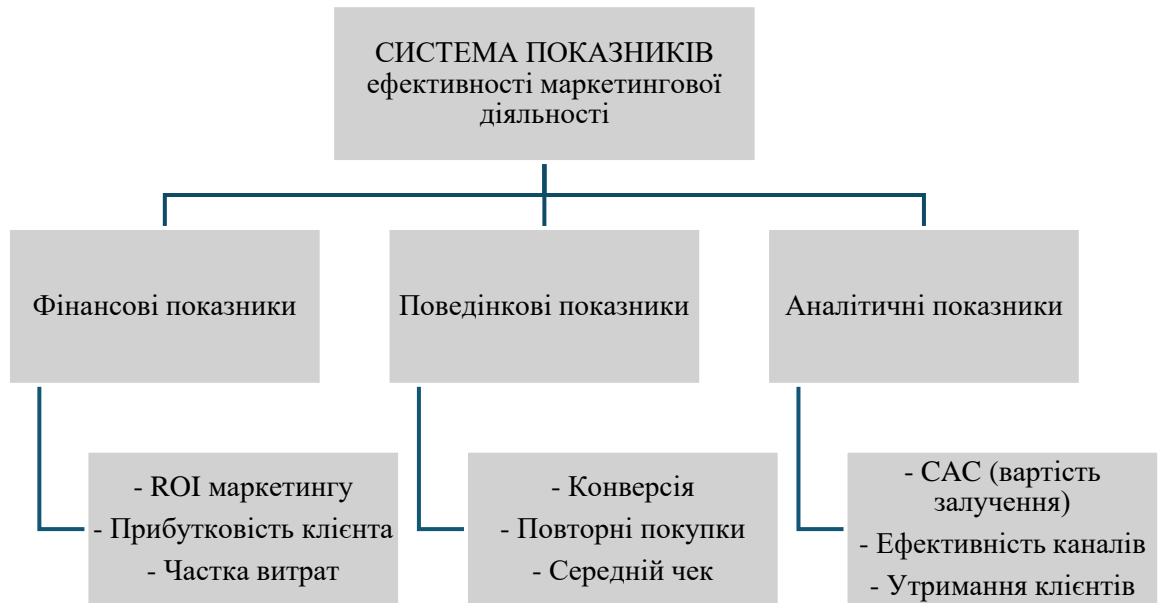 СИСТЕМА ПОКАЗНИКІВ
ефективності маркетингової
діяльності
Фінансові показники
Поведінкові показники
Аналітичні показники
- ROI маркетингу
- Прибутковість клієнта
- Частка витрат
- Конверсія
- Повторні покупки
- Середній чек
- CAC (вартість
залучення)
- Ефективність каналів
- Утримання клієнтів